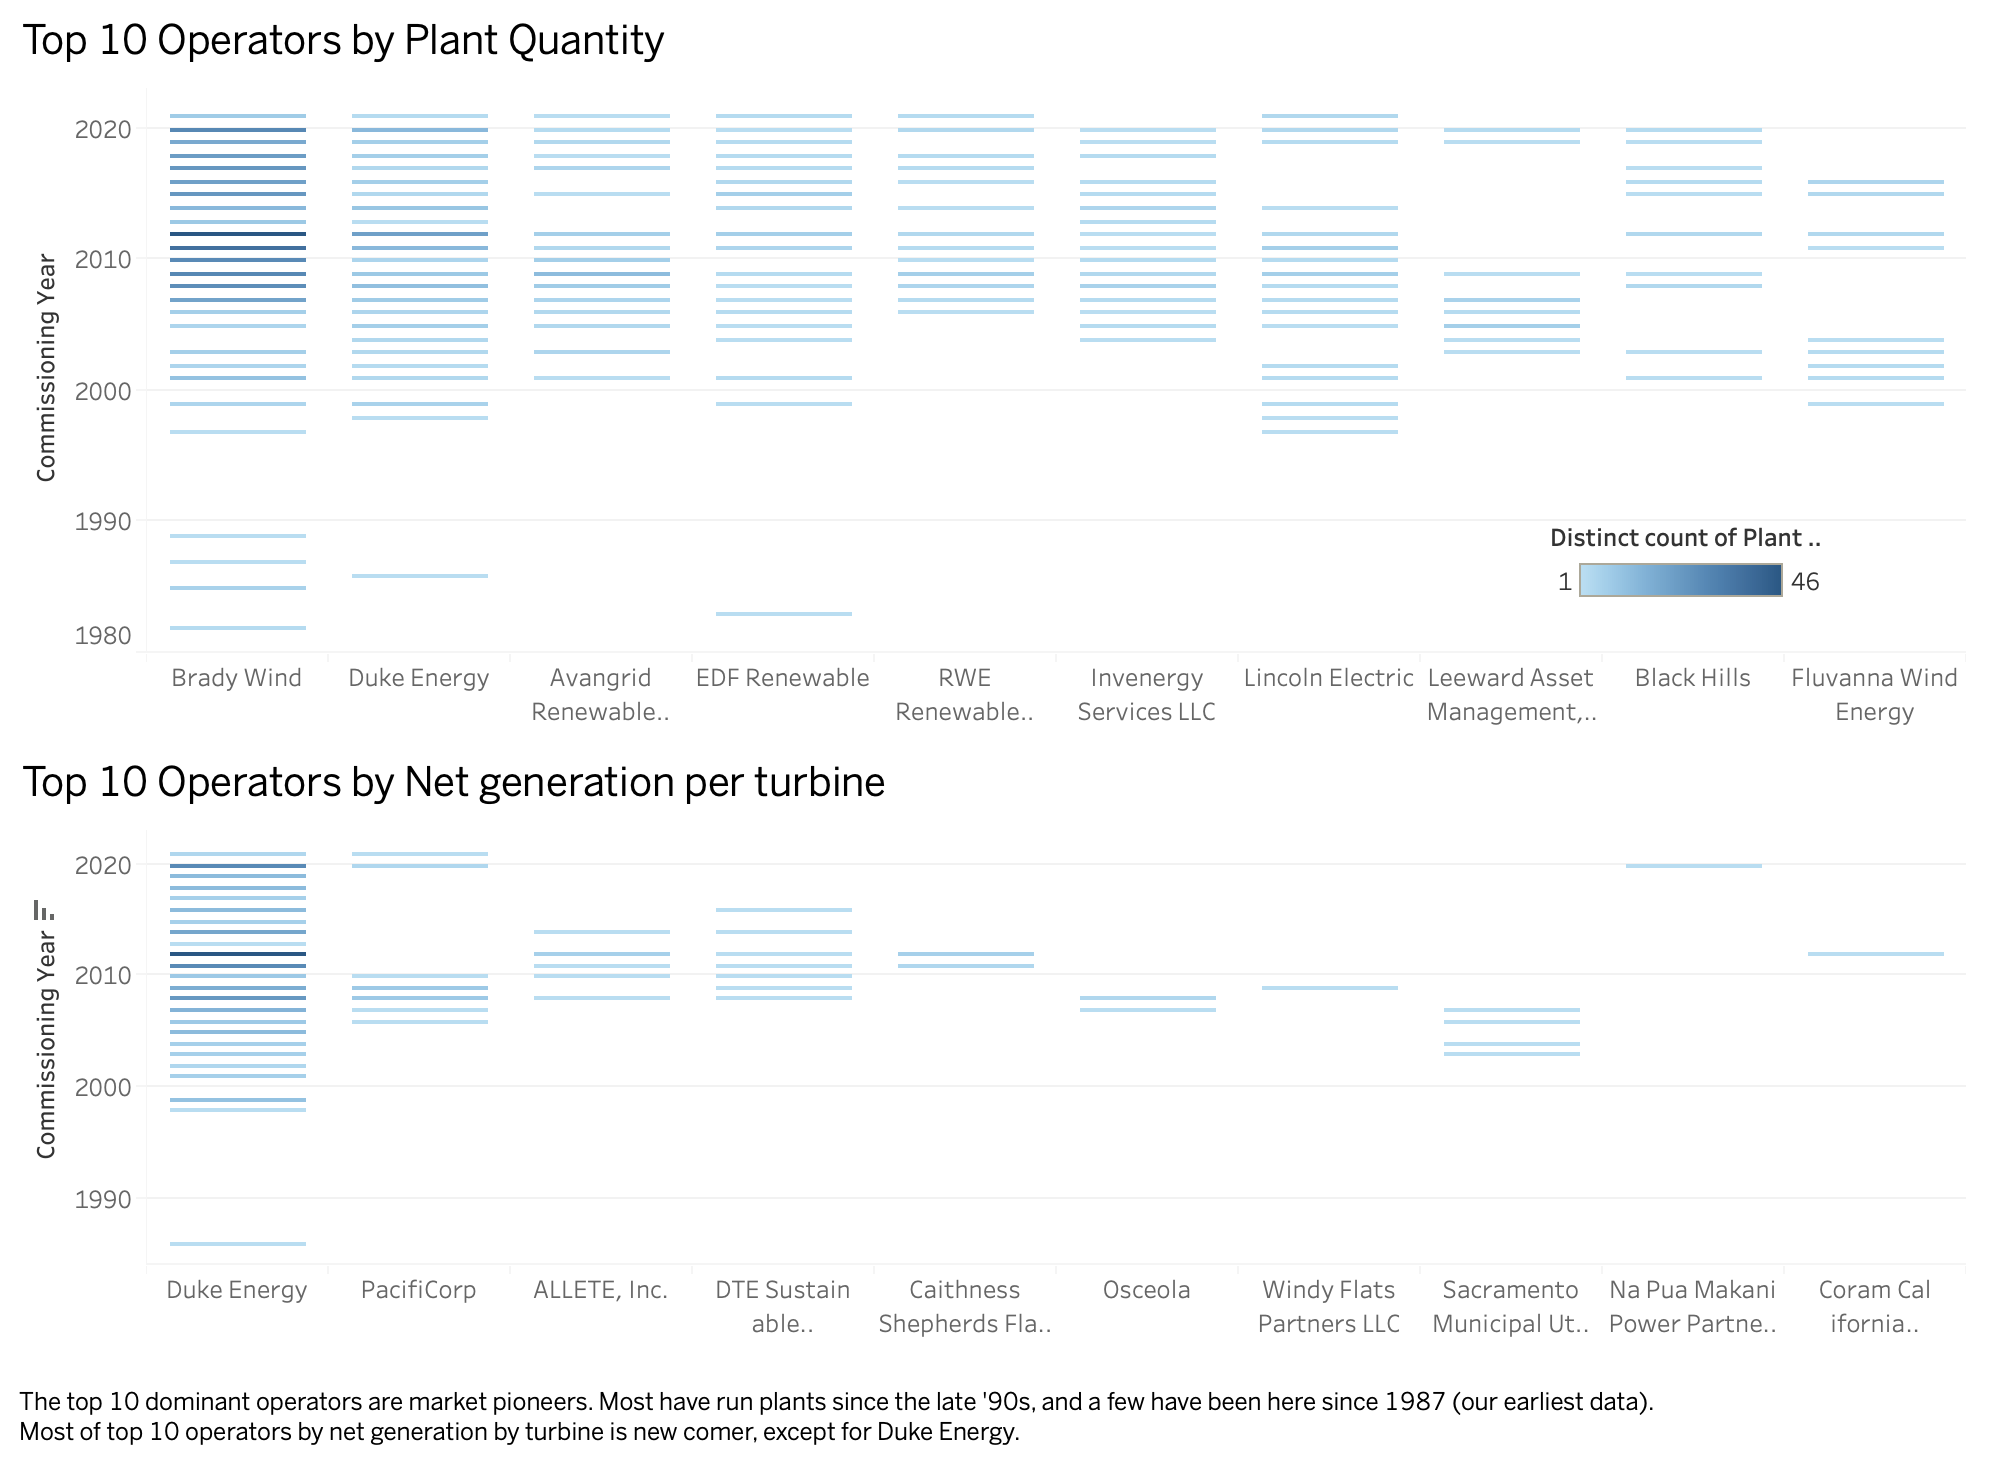 Top 10 Operators by Plant Quantity
Commissioning Year
2020
2010
2000
1990
1980
Distinct count of Plant ..
1 46
Brady Wind Duke Energy Avangrid EDF Renewable RWE Invenergy Lincoln Electric Leeward Asset Black Hills Fluvanna Wind
Renewable.. Renewable.. Services LLC Management,.. Energy
Top 10 Operators by Net generation per turbine
Commissioning Year
2020
2010
2000
1990
Duke Energy PacifiCorp ALLETE, Inc. DTE Sustain Caithness Osceola Windy Flats Sacramento Na Pua Makani Coram Cal
able.. Shepherds Fla.. Partners LLC Municipal Ut.. Power Partne.. ifornia..
The top 10 dominant operators are market pioneers. Most have run plants since the late '90s, and a few have been here since 1987 (our earliest data).
Most of top 10 operators by net generation by turbine is new comer, except for Duke Energy.